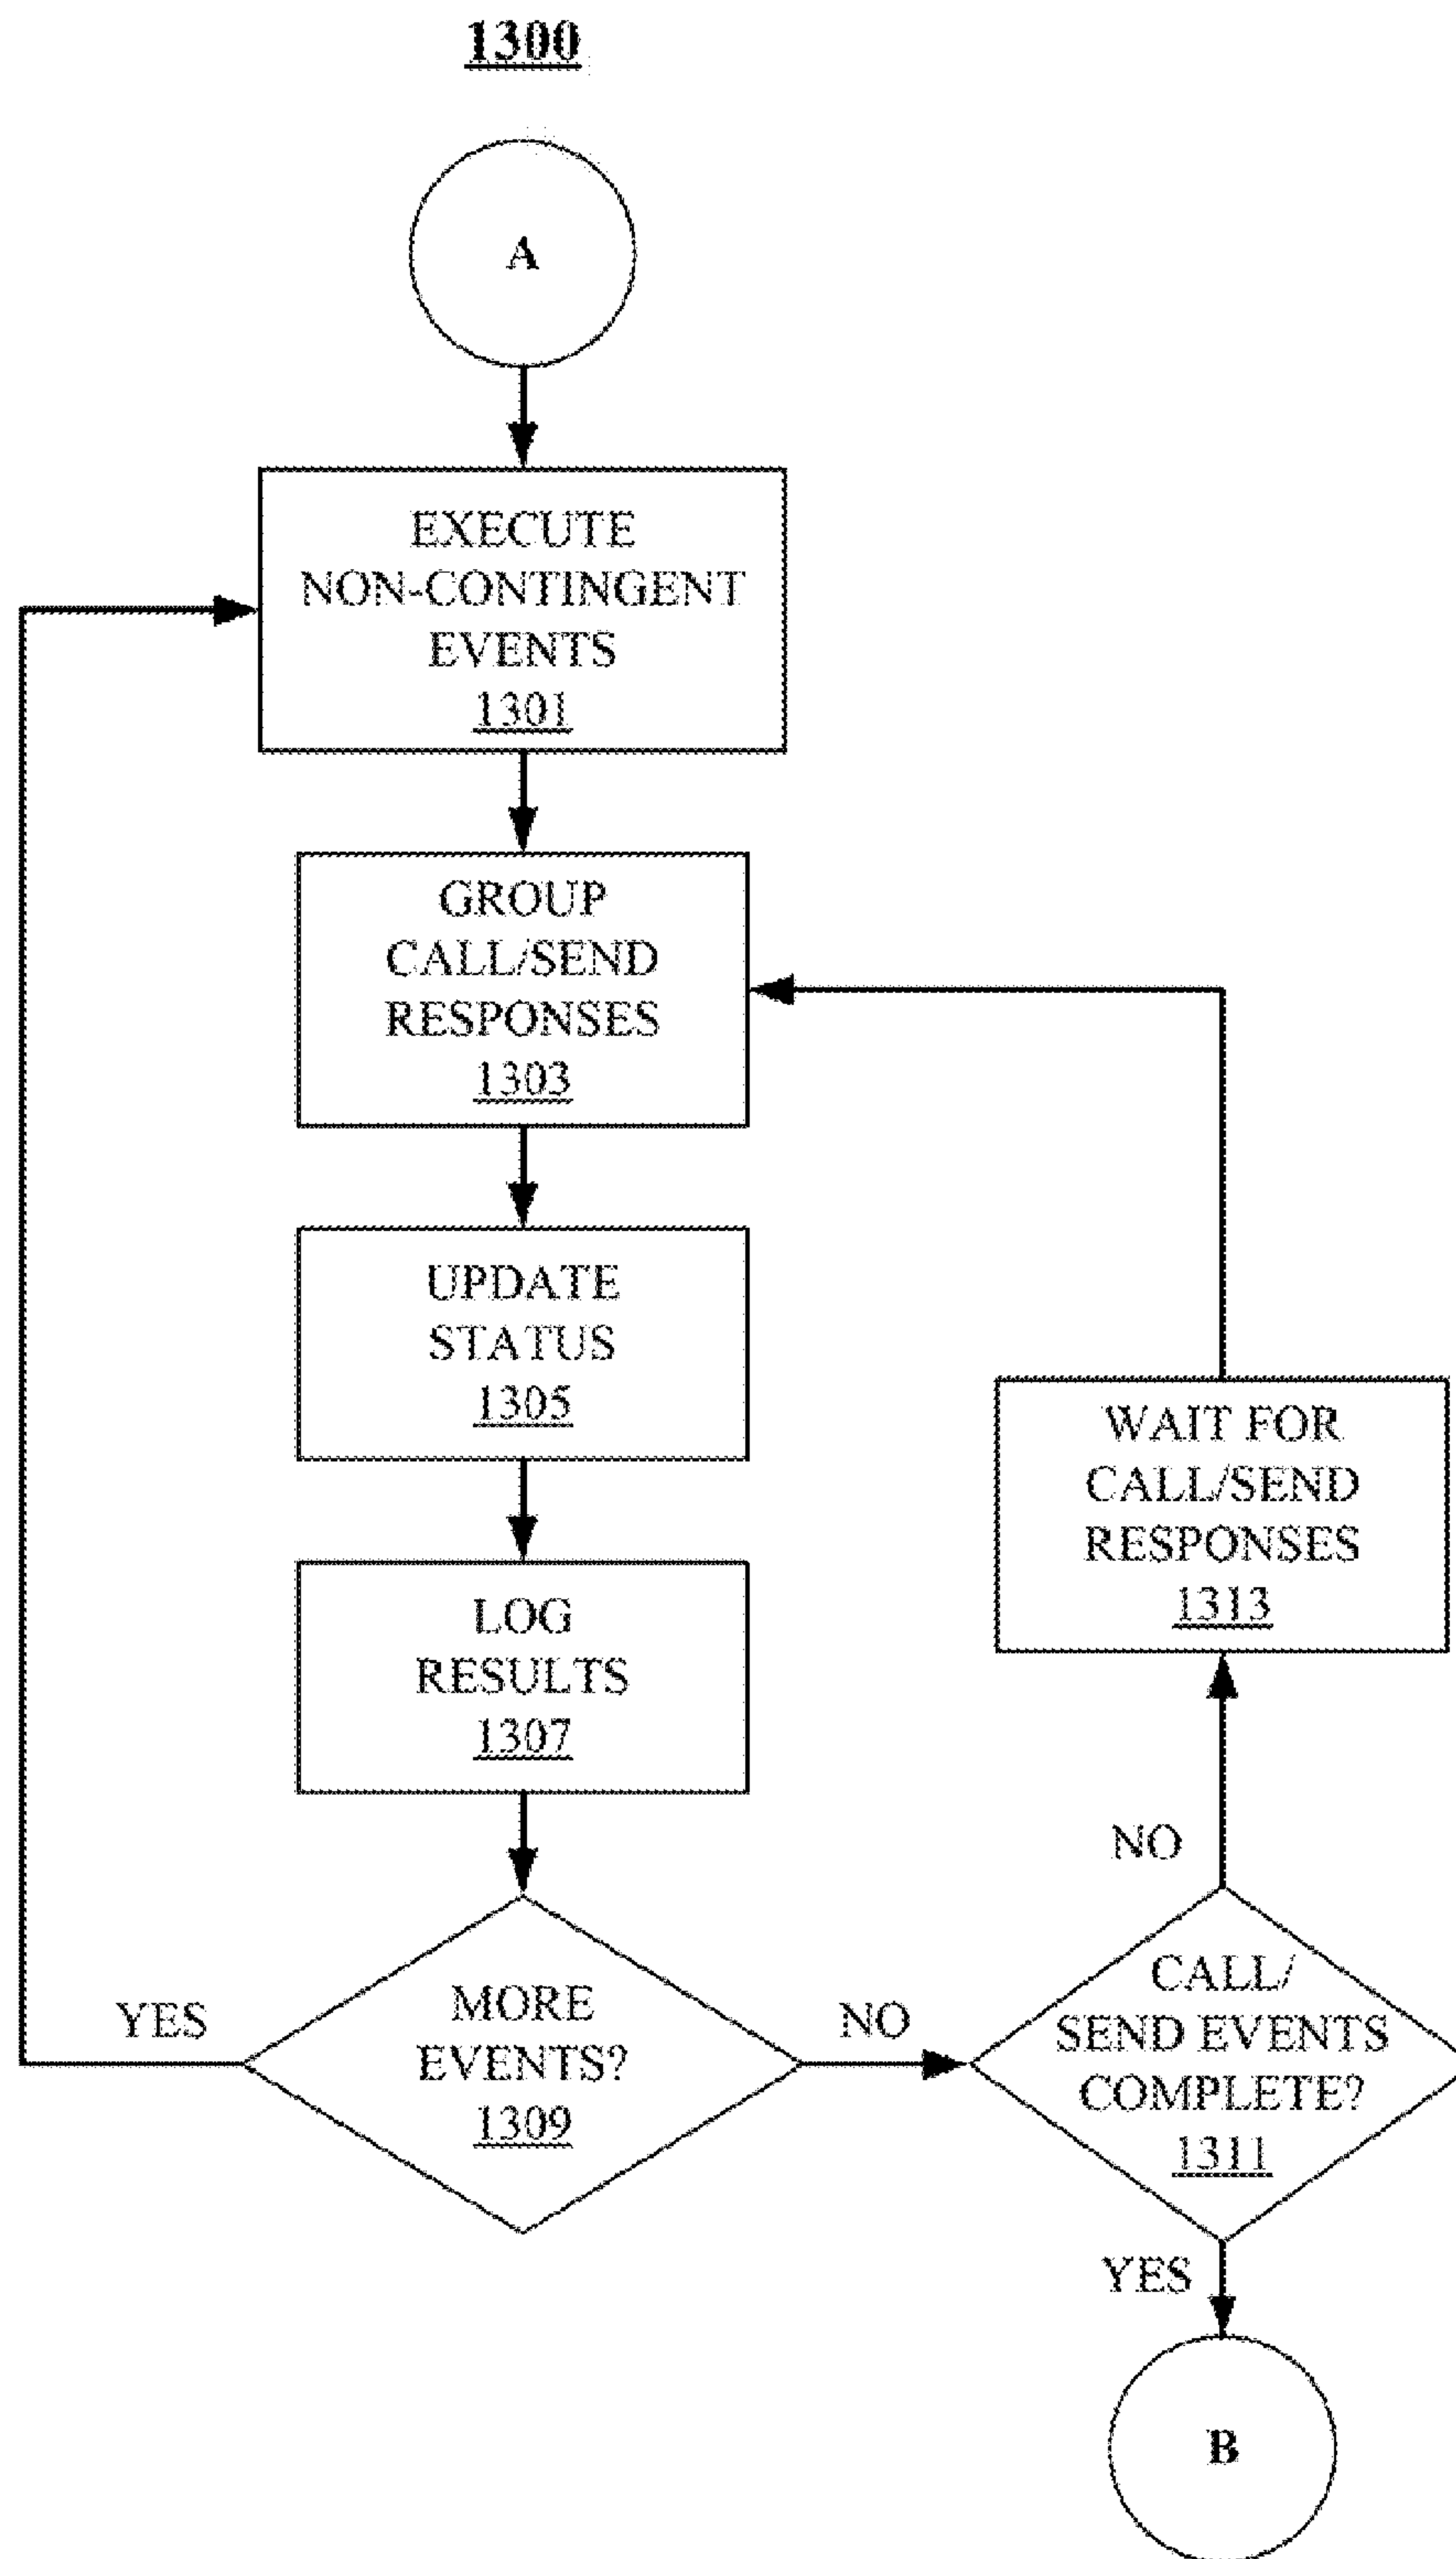 1300
A
EXECUTE
NON-CONTINGENT
EVENTS
1301
GROUP
CALL/SEND
RESPONSES
1303
UPDATE
STATUS
1305
LOG
RESULTS
1307
MORE
EVENTS?
1309
YES
NO
CALL/
SEND EVENTS
COMPLETE?
1311
NO
WAIT FOR
CALL/SEND
RESPONSES
1313
YES
B